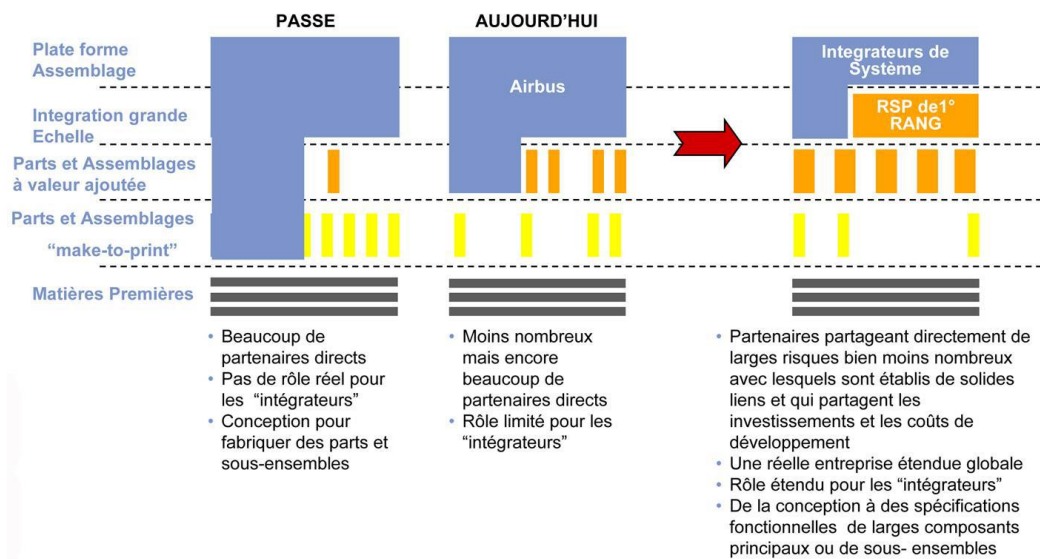 PASSE
AUJOURD’HUI
Plate forme
Assemblage
Integration grande
Echelle
Parts et Assemblages
à valeur ajoutée
Parts et Assemblages
“make-to-print”
Matières Premières
Airbus
Integrateurs de
Système
RSP de1°
RANG
• Beaucoup de
partenaires directs
• Pas de rôle réel pour
les “intégrateurs”
• Conception pour
fabriquer des parts et
sous-ensembles
• Moins nombreux
mais encore
beaucoup de
partenaires directs
• Rôle limité pour les
“intégrateurs”
• Partenaires partageant directement de
larges risques bien moins nombreux
avec lesquels sont établis de solides
liens et qui partagent les
investissements et les coûts de
développement
• Une réelle entreprise étendue globale
• Rôle étendu pour les “intégrateurs”
• De la conception à des spécifications
fonctionnelles de larges composants
principaux ou de sous- ensembles